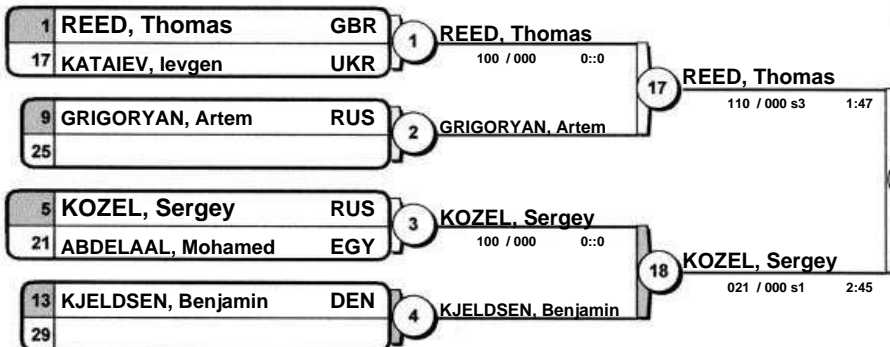 1 REED, Thomas GBR
17 KATAIEV, Ievgen UKR
1
REED, Thomas
100 / 000 0::0
9 GRIGORYAN, Artem RUS
25
2
GRIGORYAN, Artem
17
REED, Thomas
110 / 000 s3 1:47
5 KOZEL, Sergey RUS
21 ABDELAAL, Mohamed EGY
3
KOZEL, Sergey
100 / 000 0::0
13 KJELDSEN, Benjamin DEN
29
4
KJELDSEN, Benjamin
18
KOZEL, Sergey
021 / 000 s1 2:45